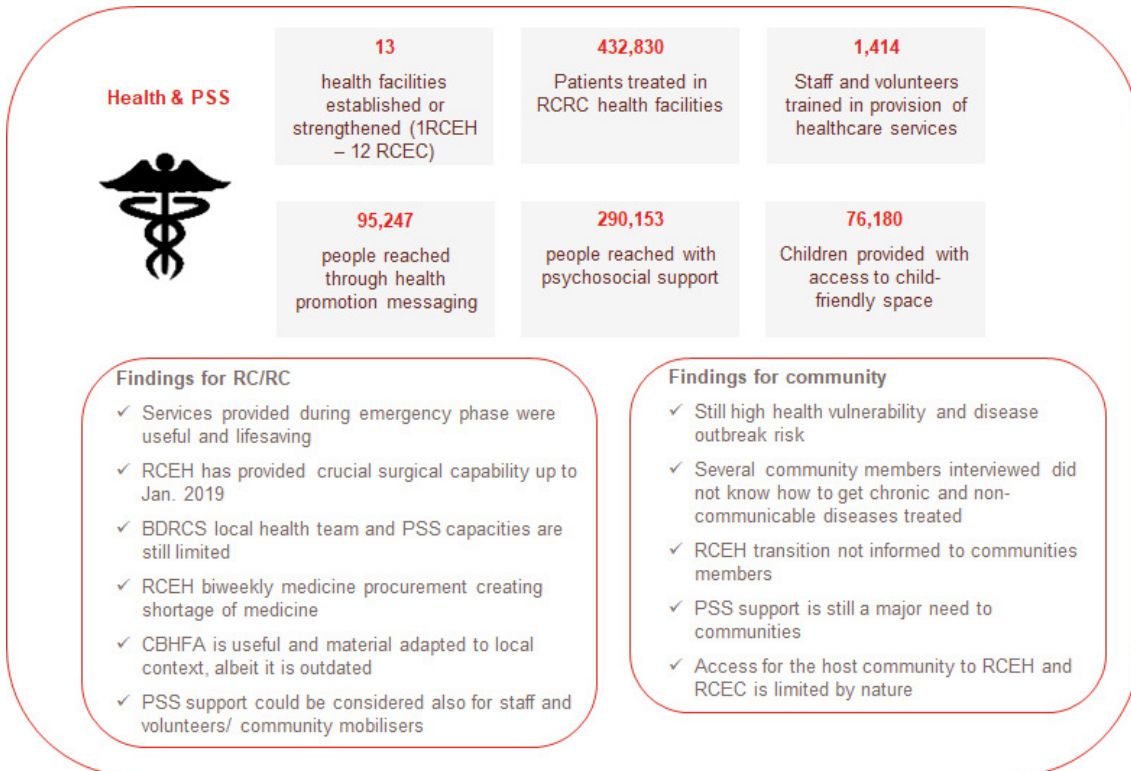 Health & PSS
13
health facilities
established or
strengthened (1RCEH
– 12 RCEC)
432,830
Patients treated in
RCRC health facilities
1,414
Staff and volunteers
trained in provision of
healthcare services
95,247
people reached
through health
promotion messaging
290,153
people reached with
psychosocial support
76,180
Children provided with
access to child-
friendly space
Findings for RC/RC
✓ Services provided during emergency phase were
useful and lifesaving
✓ RCEH has provided crucial surgical capability up to
Jan. 2019
✓ BDRCS local health team and PSS capacities are
still limited
✓ RCEH biweekly medicine procurement creating
shortage of medicine
✓ CBHFA is useful and material adapted to local
context, albeit it is outdated
✓ PSS support could be considered also for staff and
volunteers/ community mobilisers
Findings for community
✓ Still high health vulnerability and disease
outbreak risk
✓ Several community members interviewed did
not know how to get chronic and non-
communicable diseases treated
✓ RCEH transition not informed to communities
members
✓ PSS support is still a major need to
communities
✓ Access for the host community to RCEH and
RCEC is limited by nature